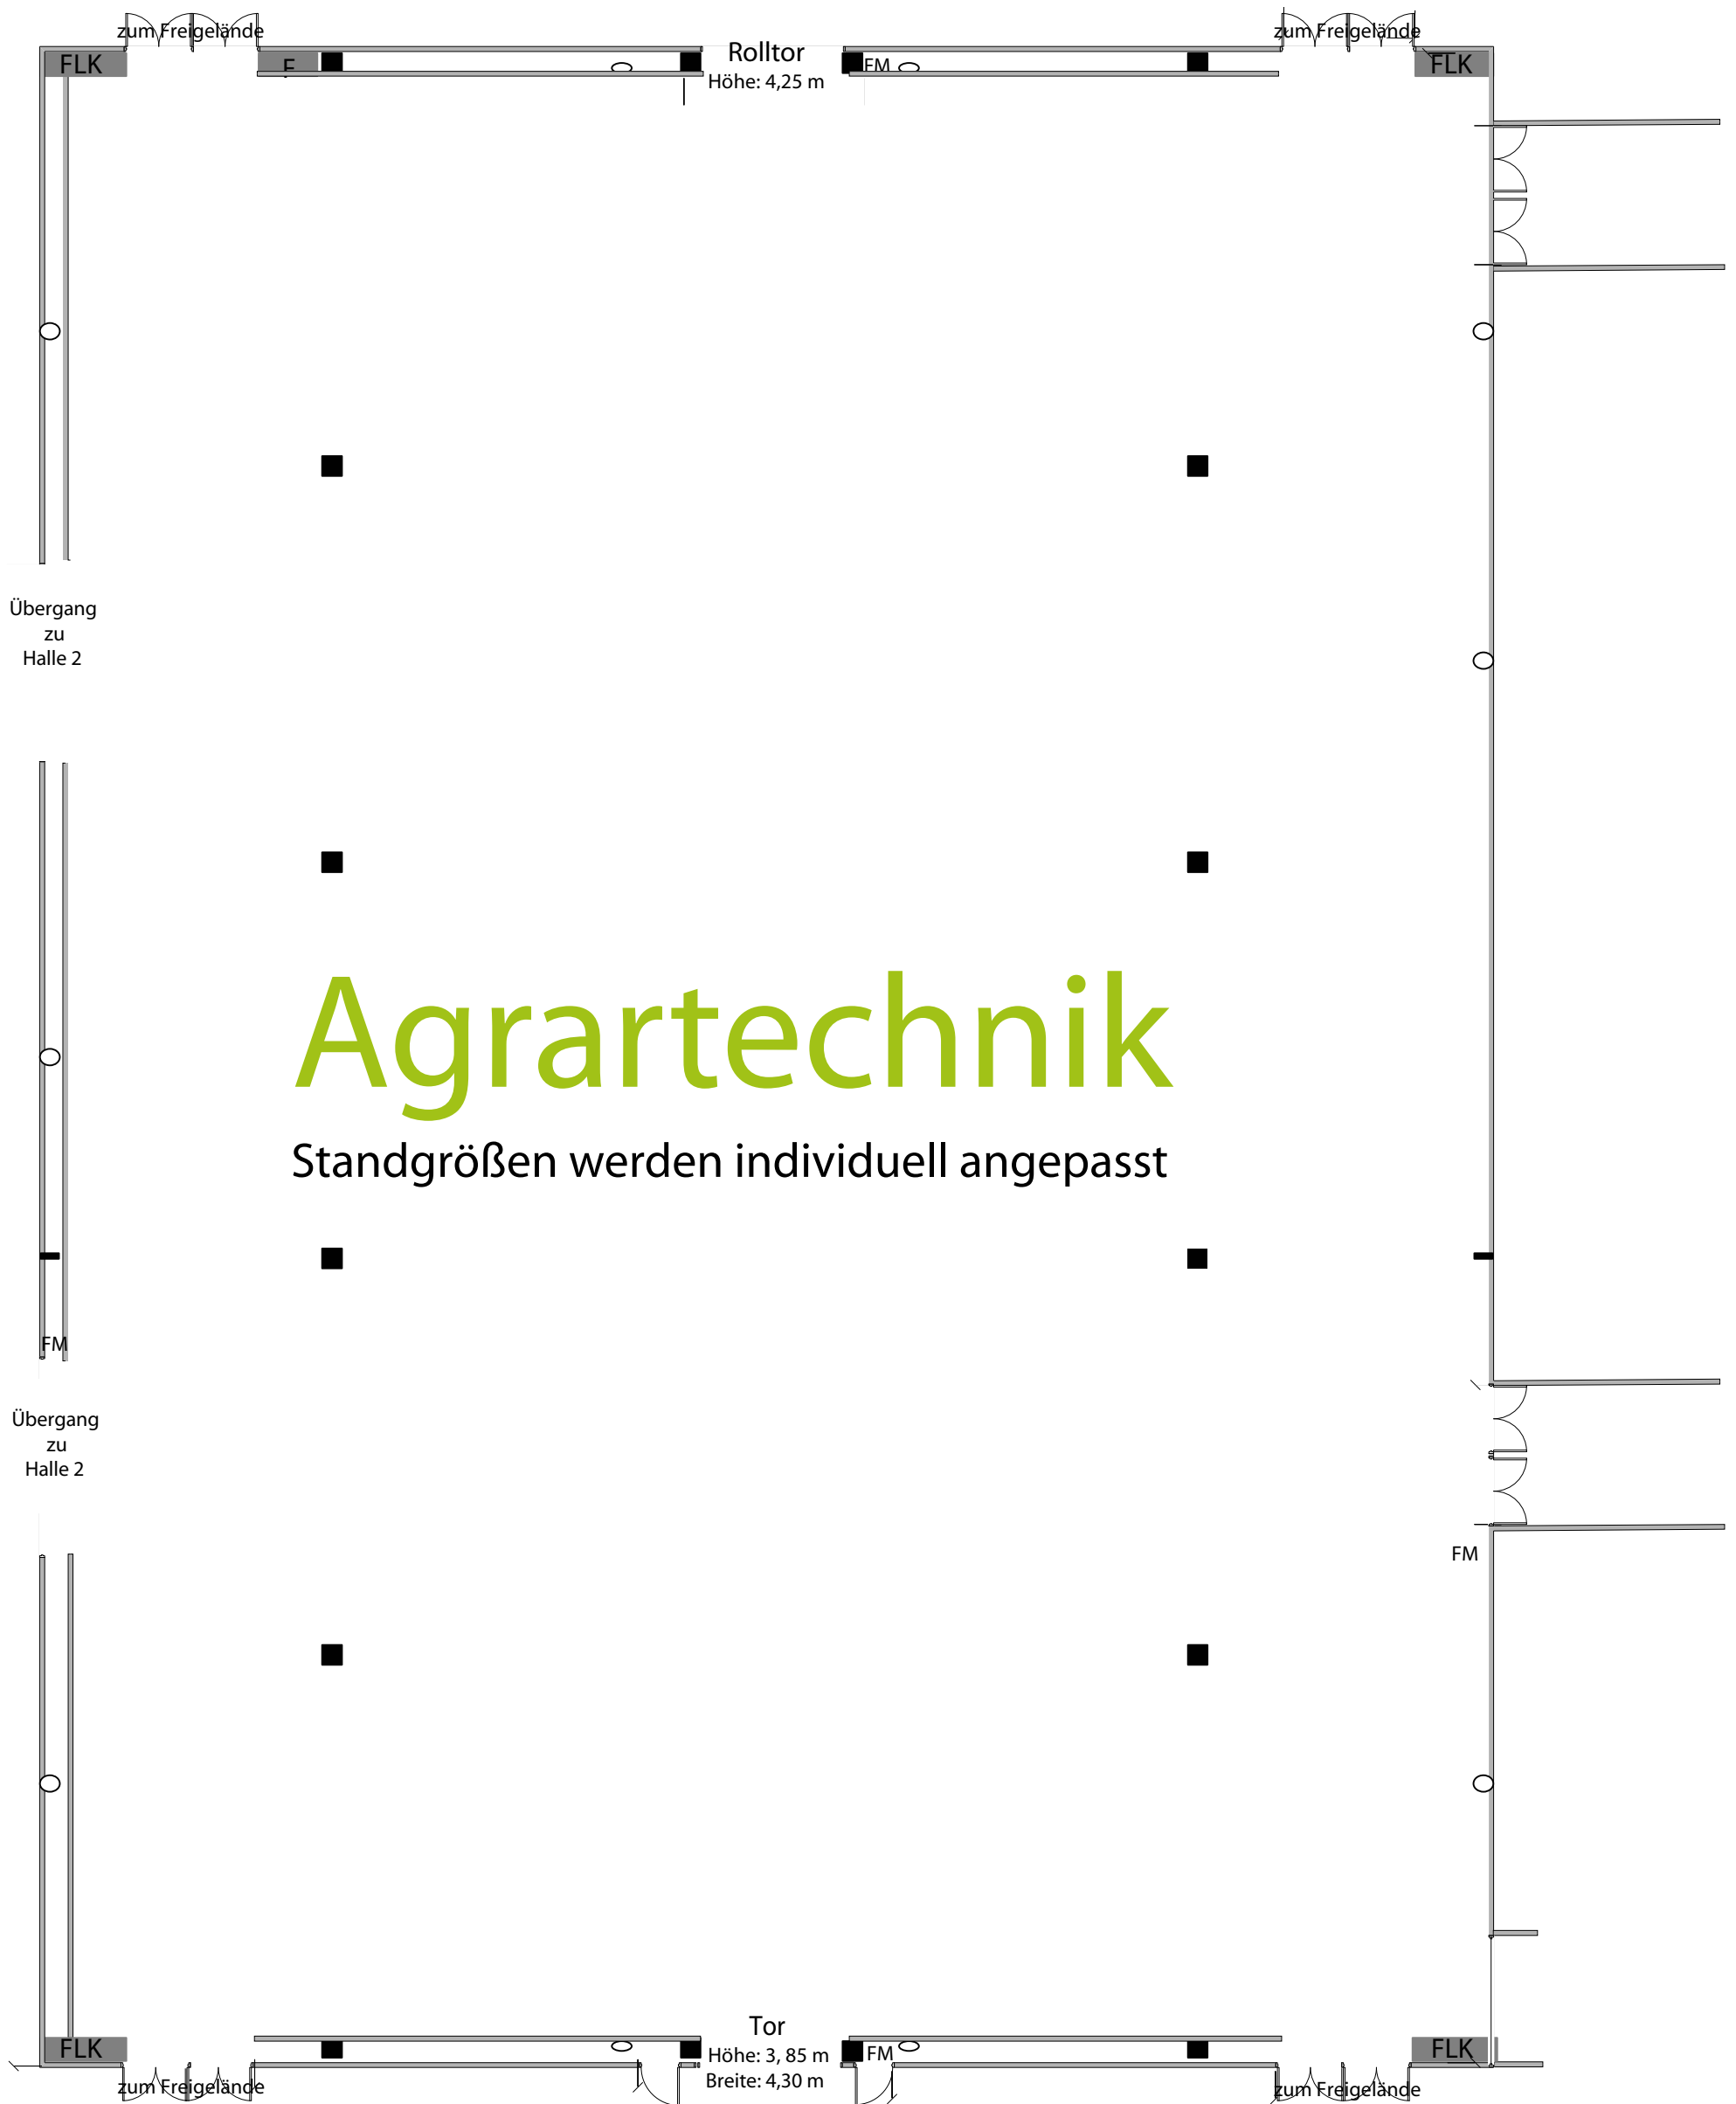 zum Freigelände
zum Freigelände
FLK
F
Rolltor
Höhe: 4,25 m
FM
FLK
Übergang
zu
Halle 2
Agrartechnik
Standgrößen werden individuell angepasst
FM
Übergang
zu
Halle 2
FM
FLK
Tor
Höhe: 3, 85 m
Breite: 4,30 m
FM
FLK
zum Freigelände
zum Freigelände